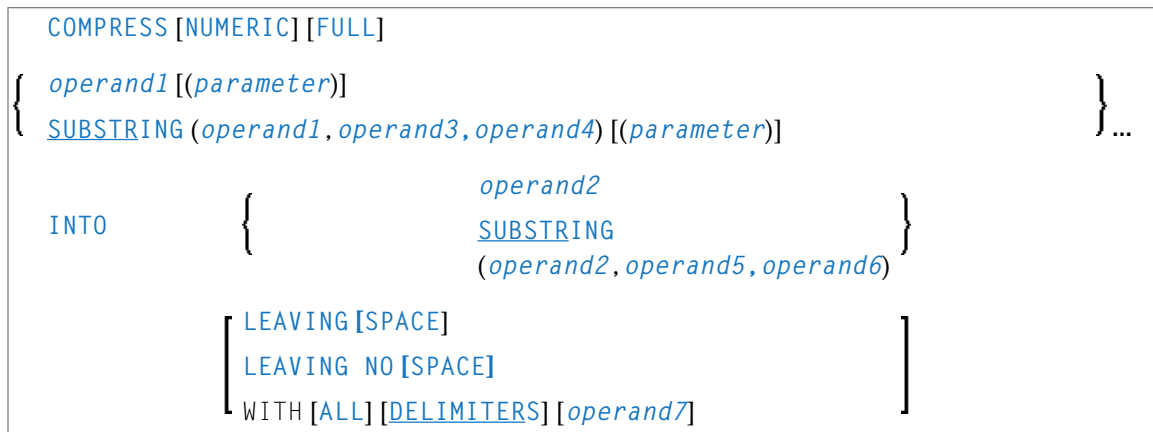 COMPRESS [NUMERIC] [FULL]
operand1 [(parameter)]
SUBSTRING (operand1,operand3,operand4) [(parameter)]
...
INTO
operand2
SUBSTRING
(operand2,operand5,operand6)
LEAVING [SPACE]
LEAVING NO [SPACE]
WITH [ALL] [DELIMITERS] [operand7]